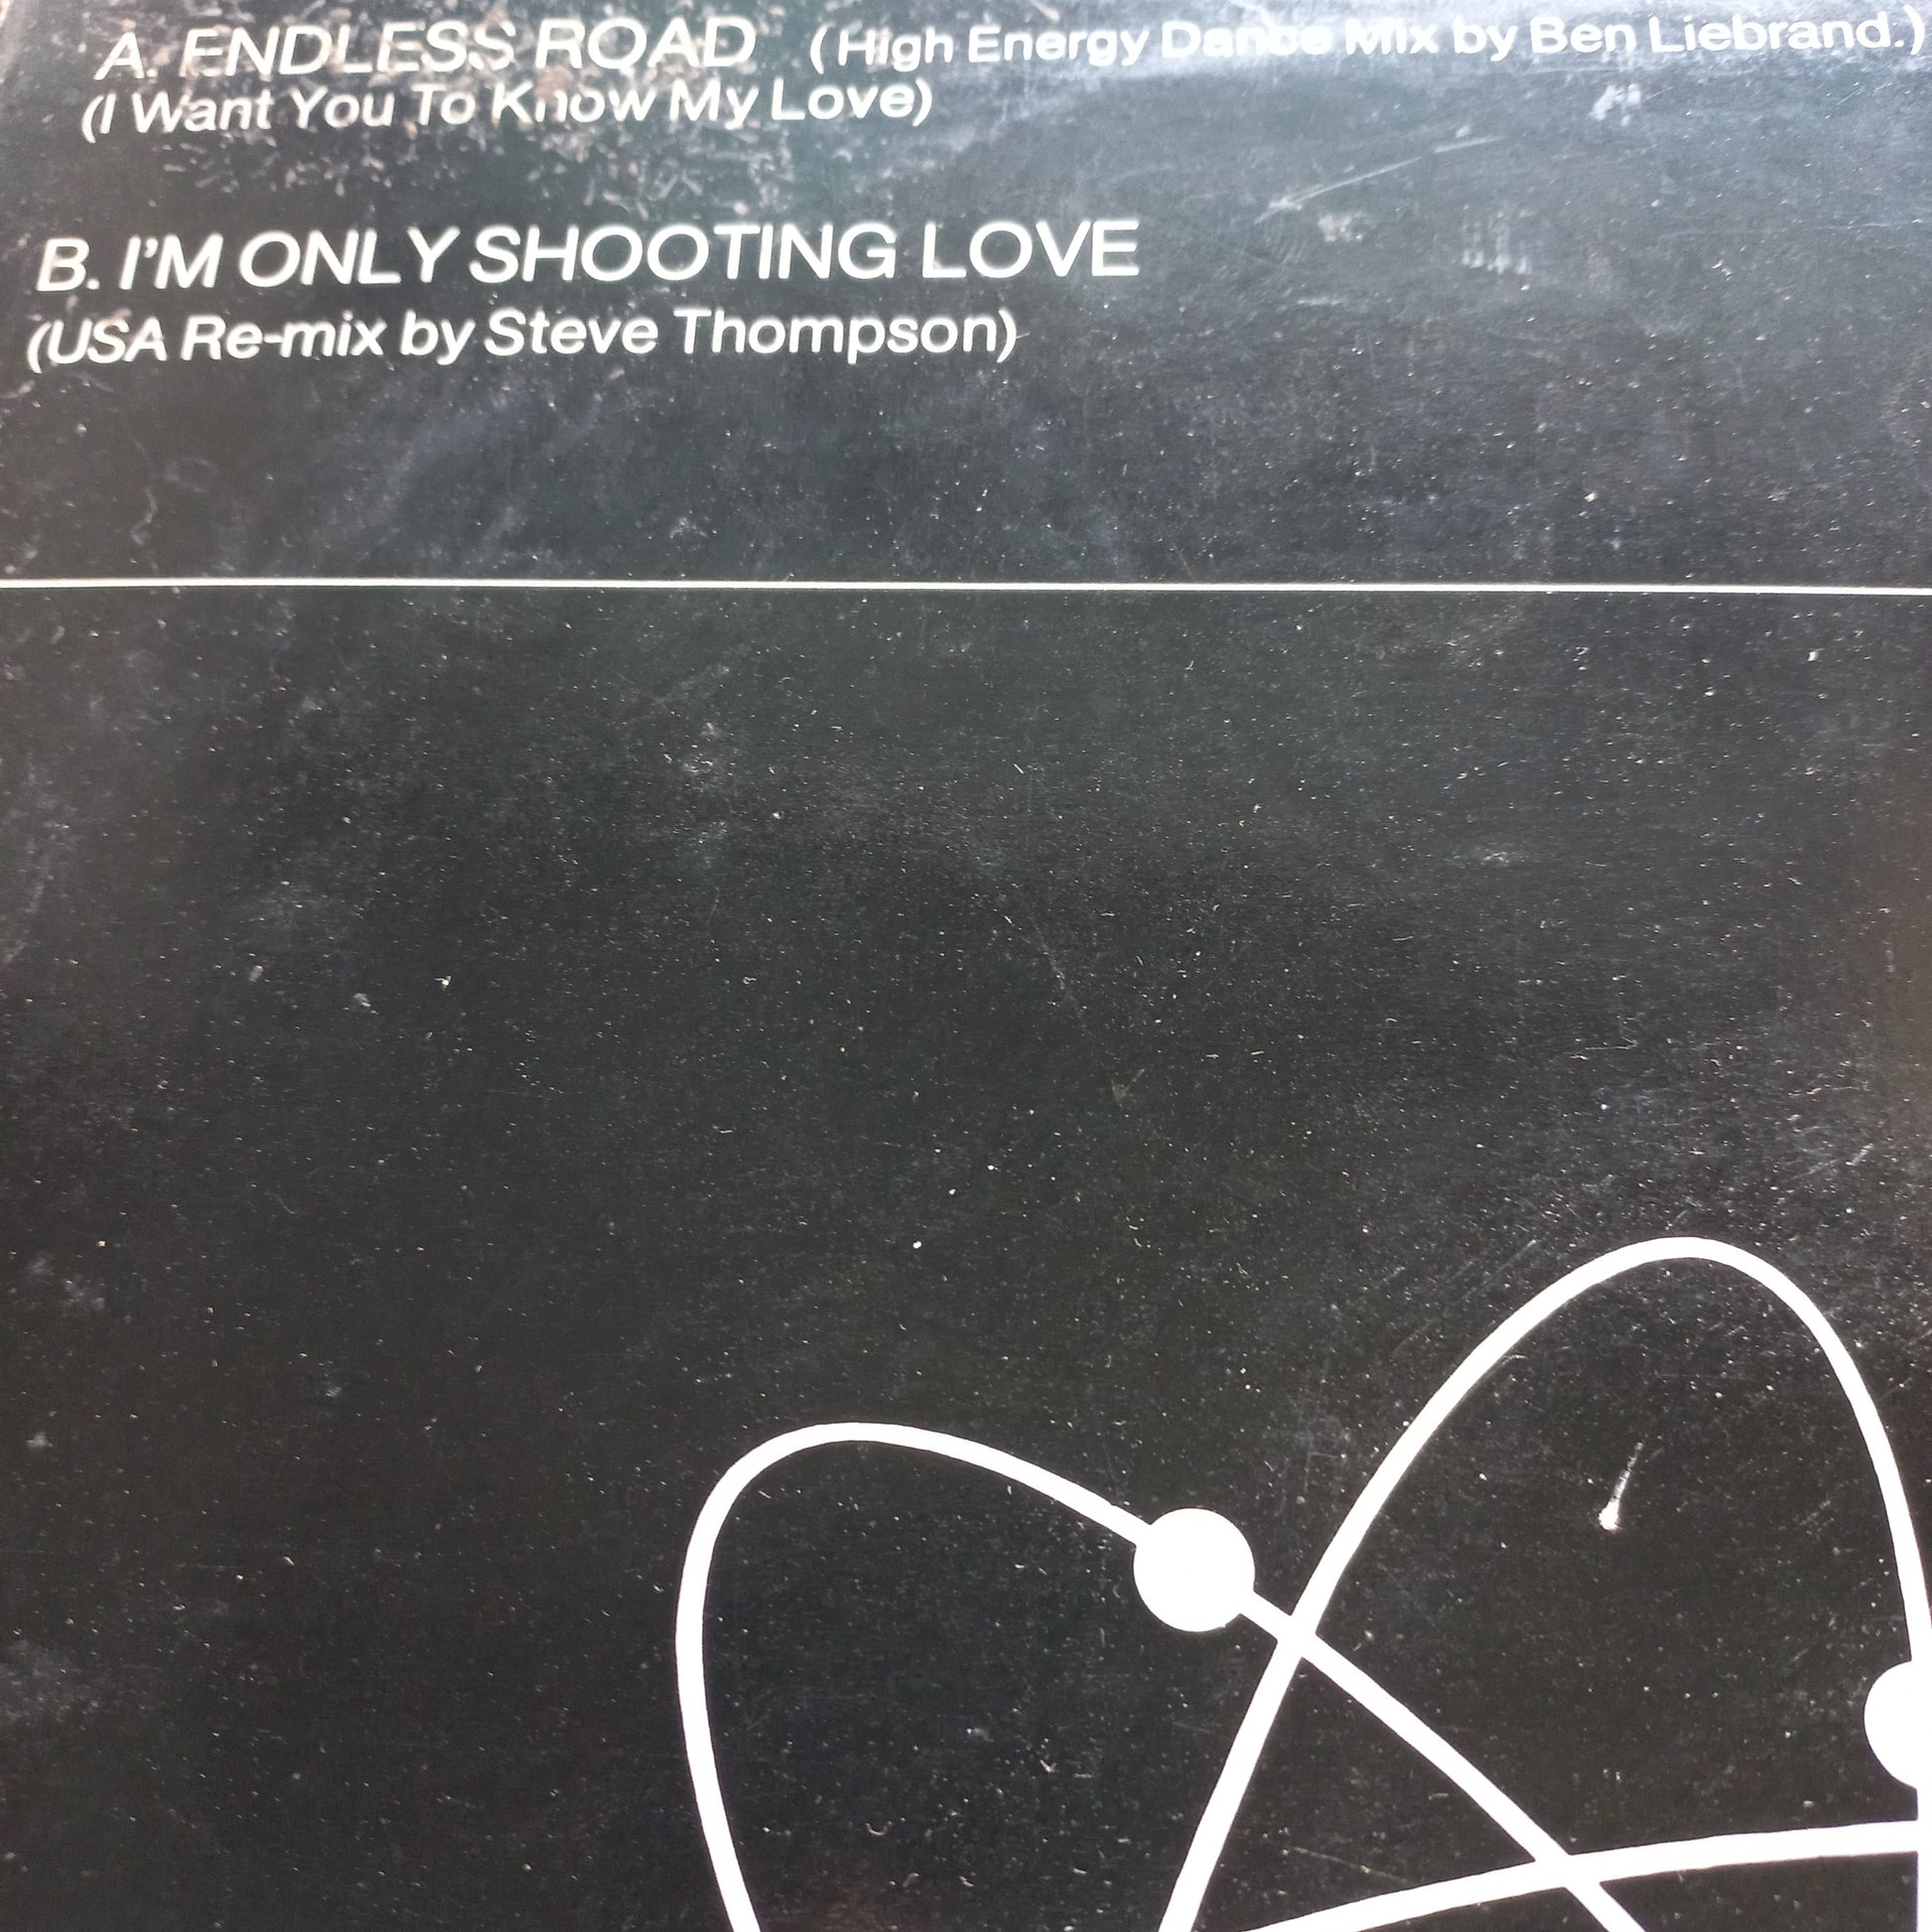 A. ENDLESS ROAD (High Energy Dance Mix by Ben Liebrand.)
(I Want You To Know My Love)
B. I'M ONLY SHOOTING LOVE
(USA Re-mix by Steve Thompson)